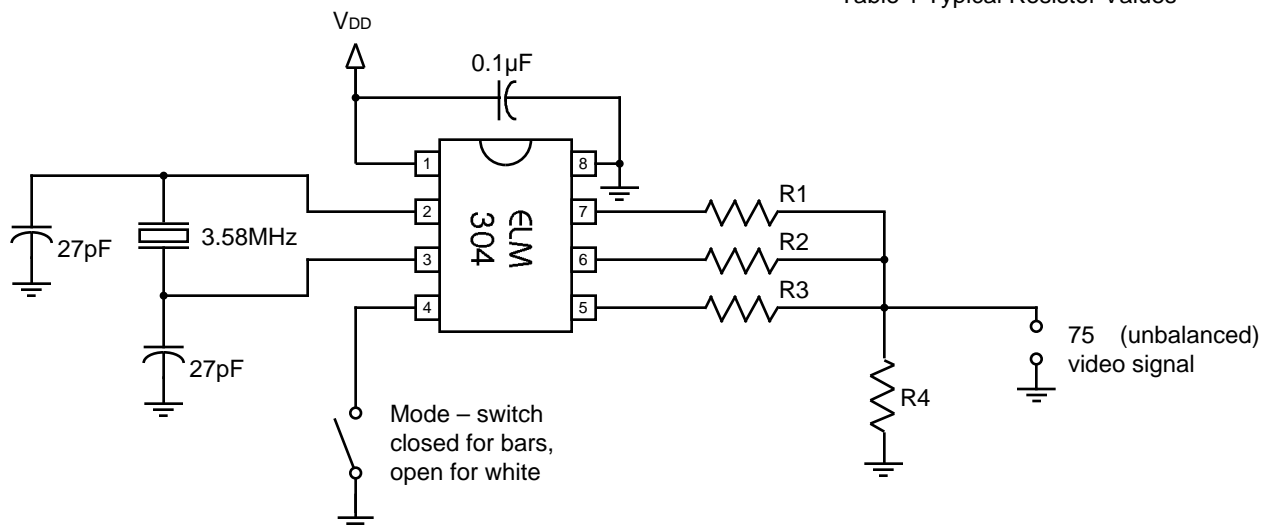 Table 1 Typical Resistor Values
VDD
0.1µF
1
8
2
7
R1
ELM
304
27pF
3.58MHz
3
6
R2
4
5
R3
27pF
R4
75 (unbalanced)
video signal
Mode – switch
closed for bars,
open for white